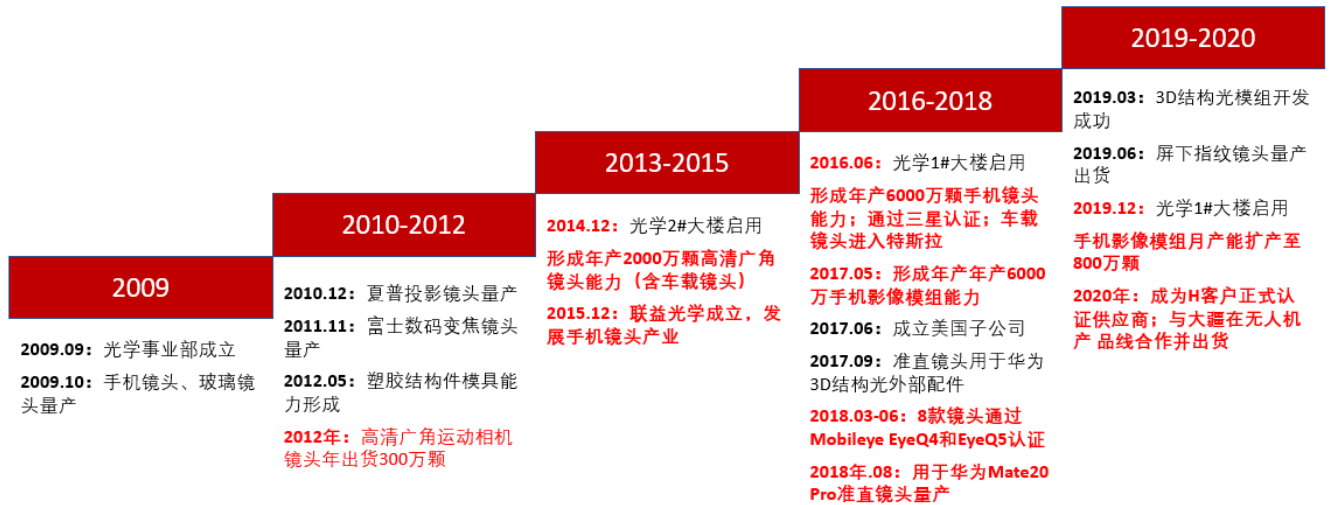 2009
2009.09：光学事业部成立
2009.10：手机镜头、玻璃镜
头量产
2010-2012
2010.12：夏普投影镜头量产
2011.11：富士数码变焦镜头
量产
2012.05：塑胶结构件模具能
力形成
2012年：高清广角运动相机
镜头年出货300万颗
2013-2015
2014.12：光学2#大楼启用
形成年产2000万颗高清广角
镜头能力（含车载镜头）
2015.12：联益光学成立，发
展手机镜头产业
2016-2018
2016.06：光学1#大楼启用
形成年产6000万颗手机镜头
能力；通过三星认证；车载
镜头进入特斯拉
2017.05：形成年产年产6000
万手机影像模组能力
2017.06：成立美国子公司
2017.09：准直镜头用于华为
3D结构光外部配件
2018.03-06：8款镜头通过
Mobileye EyeQ4和EyeQ5认证
2018年.08：用于华为Mate20
Pro准直镜头量产
2019-2020
2019.03：3D结构光模组开发
成功
2019.06：屏下指纹镜头量产
出货
2019.12：光学1#大楼启用
手机影像模组月产能扩产至
800万颗
2020年：成为H客户正式认
证供应商；与大疆在无人机
产 品线合作并出货